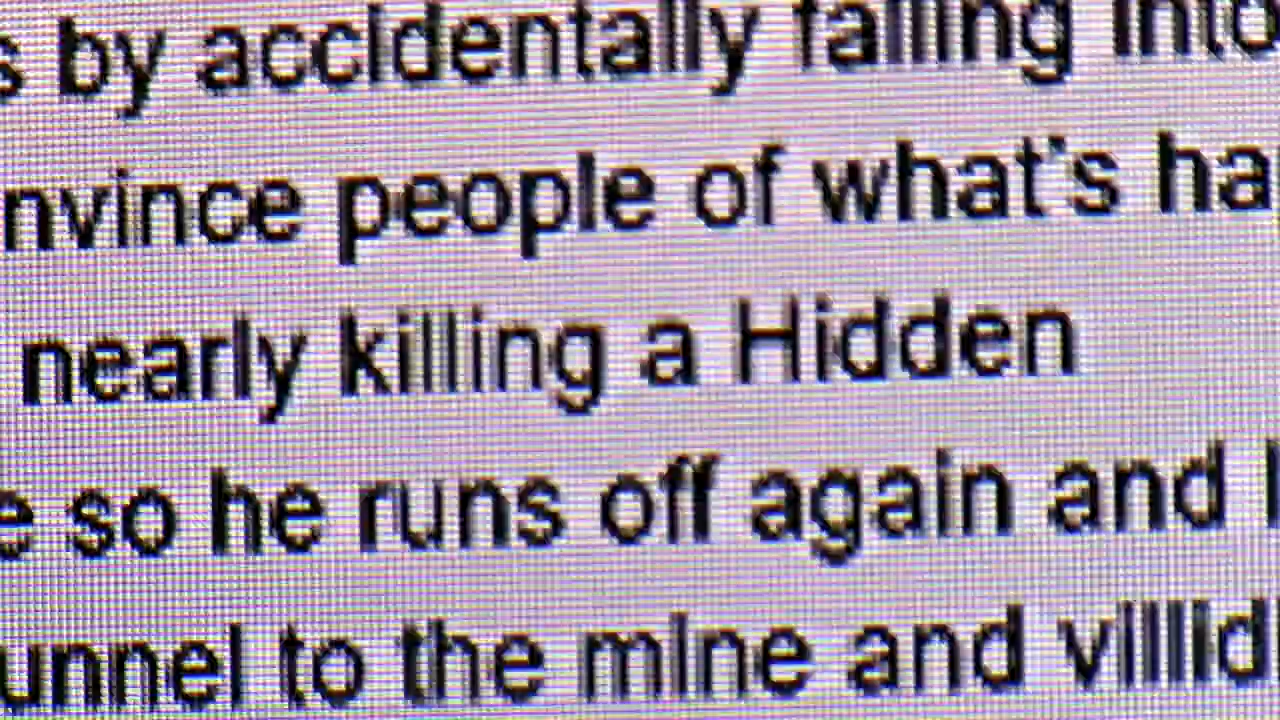 s by accidentally falling into
nvince people of what's ha
nearly killing a Hidden
e so he runs off again and
unnel to the mine and